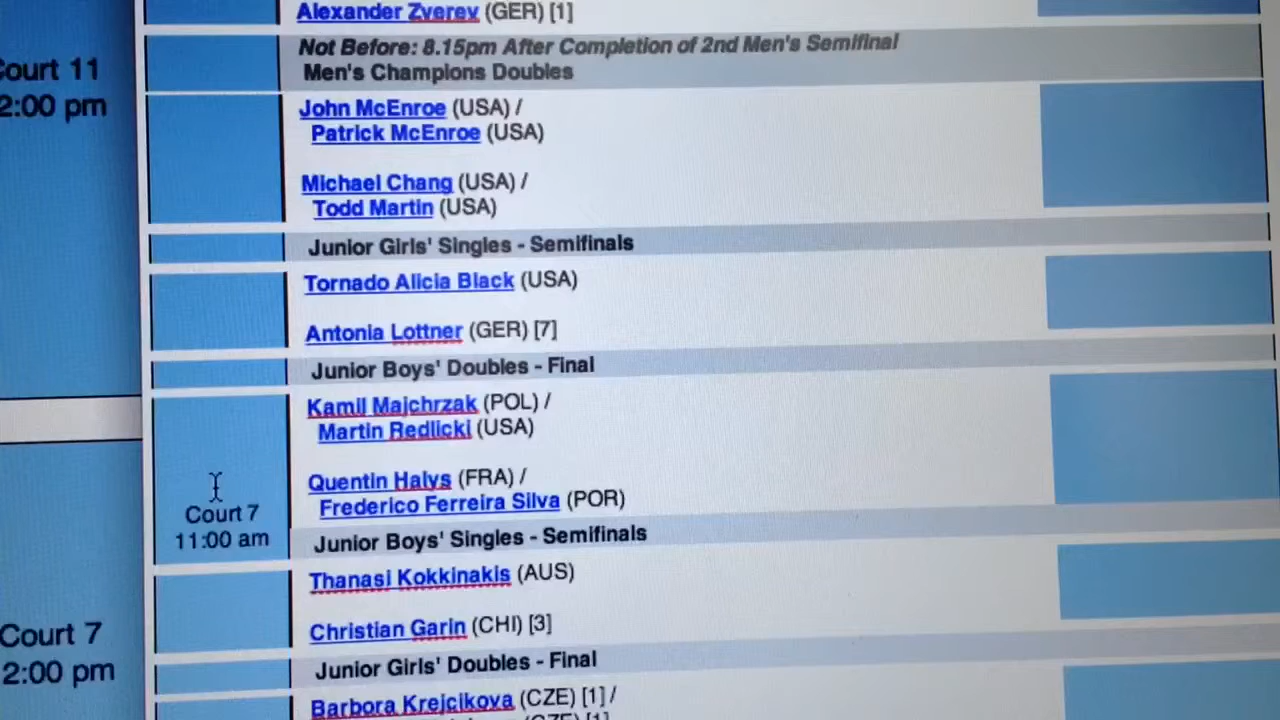 Alexander Zverev (GER) [1]
Not Before: 8.15pm After Completion of 2nd Men's Semifinal
Court 11
2:00 pm
Men's Champions Doubles
John McEnroe (USA) /
Patrick McEnroe (USA)
Michael Chang (USA) /
Todd Martin (USA)
Junior Girls' Singles - Semifinals
Tornado Alicia Black (USA)
Antonia Lottner (GER) [7]
Junior Boys' Doubles - Final
Kamil Majchrzak (POL) /
Martin Redlicki (USA)
Quentin Halys (FRA) /
Frederico Ferreira Silva (POR)
Court 7
11:00 am
Junior Boys' Singles - Semifinals
Thanasi Kokkinakis (AUS)
Christian Garin (CHI) [3]
Court 7
2:00 pm
Junior Girls' Doubles - Final
Barbora Krejcikova (CZE) [1] /
(CZE) [1]